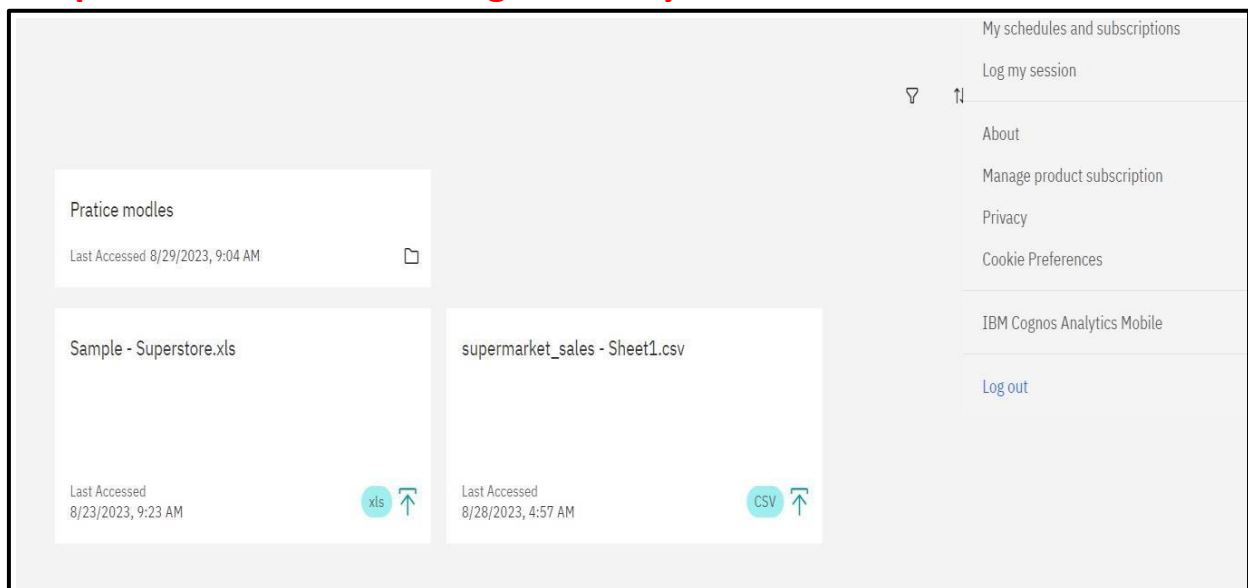 My schedules and subscriptions
Log my session
About
Manage product subscription
Privacy
Cookie Preferences
IBM Cognos Analytics Mobile
Log out
Pratice modles
Last Accessed 8/29/2023, 9:04 AM
Sample - Superstore.xls
Last Accessed
8/23/2023, 9:23 AM
xls
supermarket_sales - Sheet1.csv
Last Accessed
8/28/2023, 4:57 AM
CSV